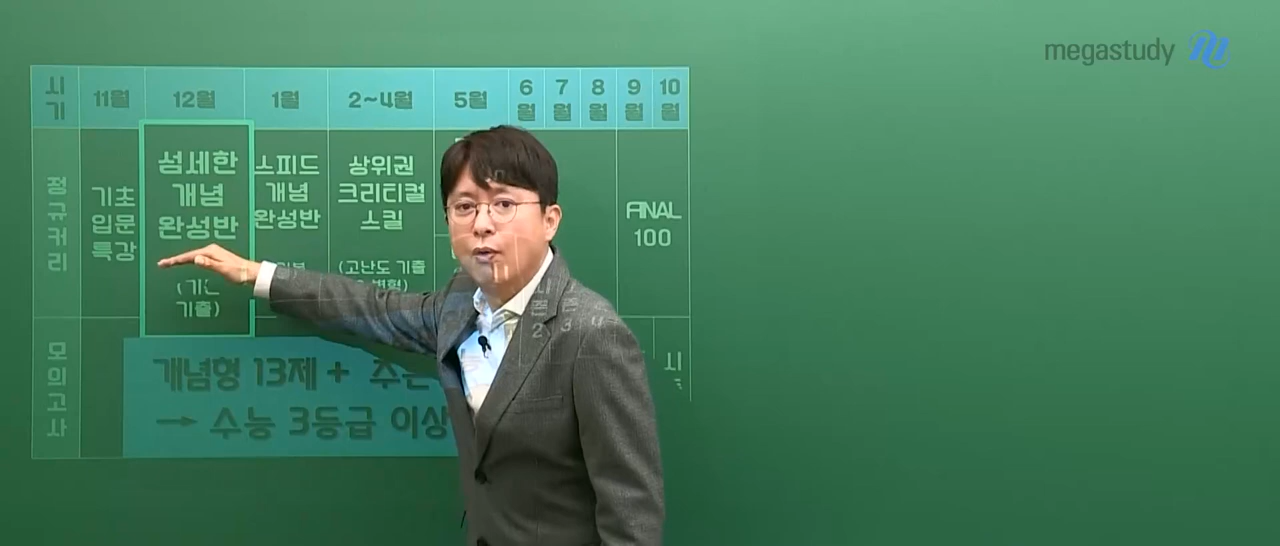 megastudy
시기
11월
12월
1월
2~4월
5월
6월
7월
8월
9월
10월
정규커리
기초
입문
특강
섬세한
개념
완성반
기출)
스피드
개념
완성반
상위권
크리티컬
스킬
(고난도 기출
변형)
FINAL
100
모의고사
개념형 13제 +
→ 수능 3등급 이상